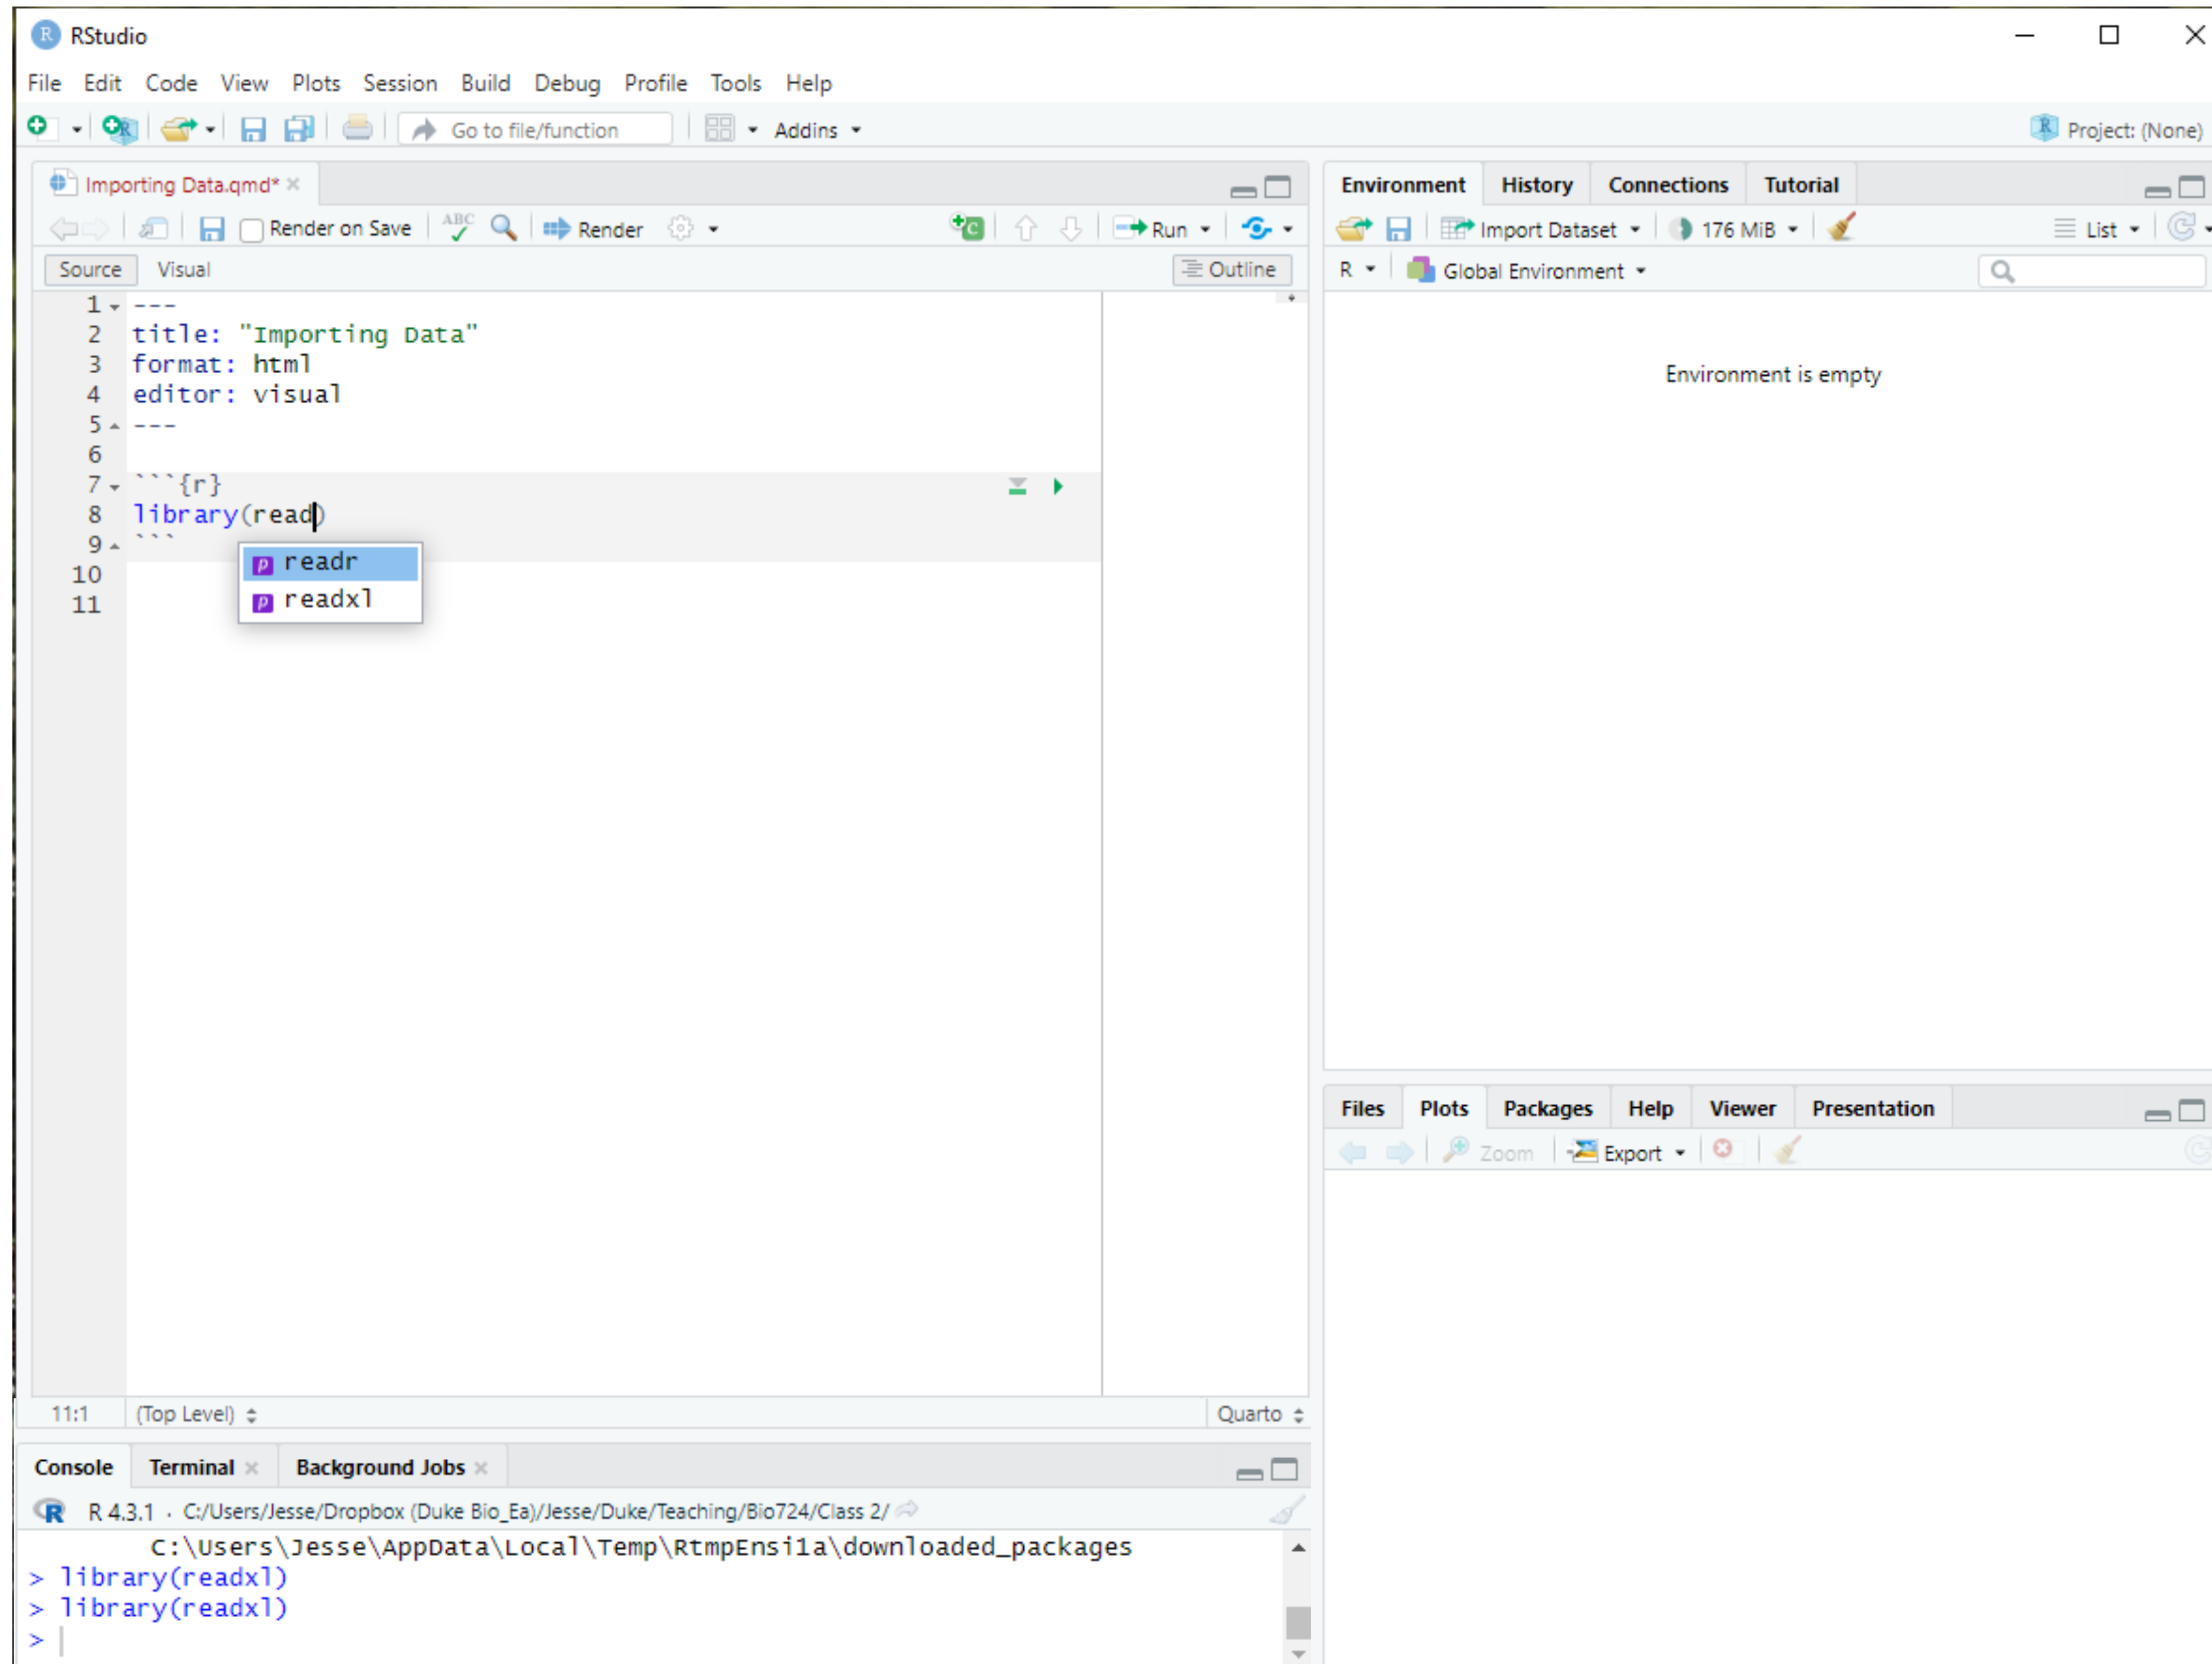 RStudio
File Edit Code View Plots Session Build Debug Profile Tools Help
Go to file/function Addins Project: (None)
Importing Data.qmd*
Render on Save ABC Render Run
Source Visual Outline
1 ---
2 title: "Importing Data"
3 format: html
4 editor: visual
5 ---
6
7 ```{r}
8 library(read)
9 ```
readr
10
readxl
11
11:1 (Top Level) Quarto
Console Terminal Background Jobs
R 4.3.1 · C:/Users/Jesse/Dropbox (Duke Bio_Ea)/Jesse/Duke/Teaching/Bio724/Class 2/
C:\Users\Jesse\AppData\Local\Temp\RtmpEnsi1a\downloaded_packages
> library(readxl)
> library(readxl)
>
Environment History Connections Tutorial
Import Dataset 176 MiB List
R Global Environment
Environment is empty
Files Plots Packages Help Viewer Presentation
Zoom Export